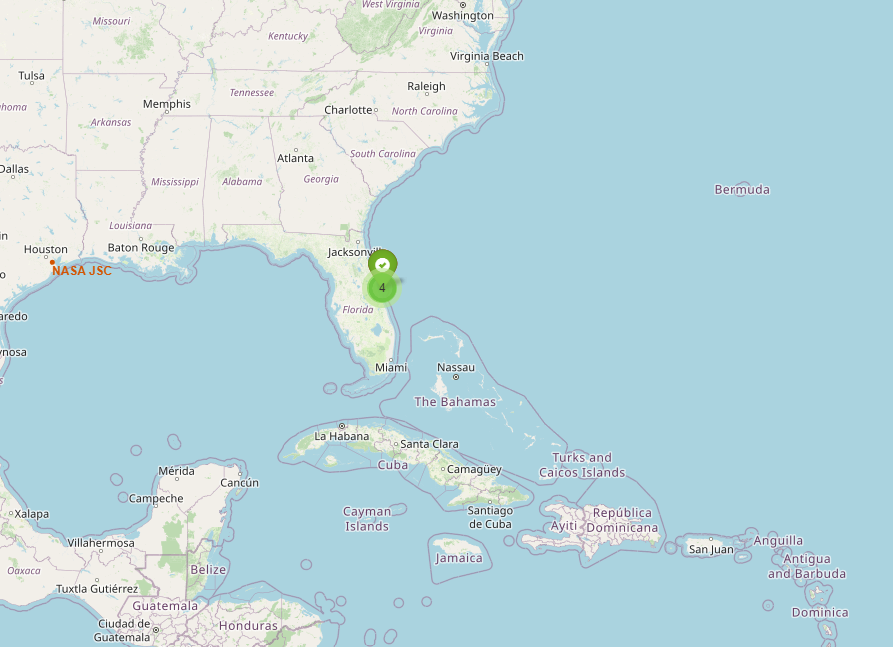 West Virginia
Washington
Missouri
Kentucky
Virginia
Virginia Beach
Tulsa
Tennessee
Raleigh
Memphis
Charlotte
North Carolina
homa
Arkansas
Atlanta
South Carolina
Dallas
Mississippi
Alabama
Georgia
Bermuda
Louisiana
in
Houston
Baton Rouge
Jacksonvill
NASA JSC
o
4
Florida
aredo
ynosa
s
Miami
Nassau
The Bahamas
La Habana
Santa Clara
Cuba
Camagüey
Turks and
Caicos Islands
Mérida
Cancún
Campeche
Xalapa
Cayman
Islands
Santiago
de Cuba
Ayiti
República
Dominicana
Villahermosa
San Juan
Anguilla
Oaxaca
Belize
Jamaica
Antigua
and Barbuda
Tuxtla Gutiérrez
Guatemala
Dominica
Ciudad de
Guatemala
Honduras